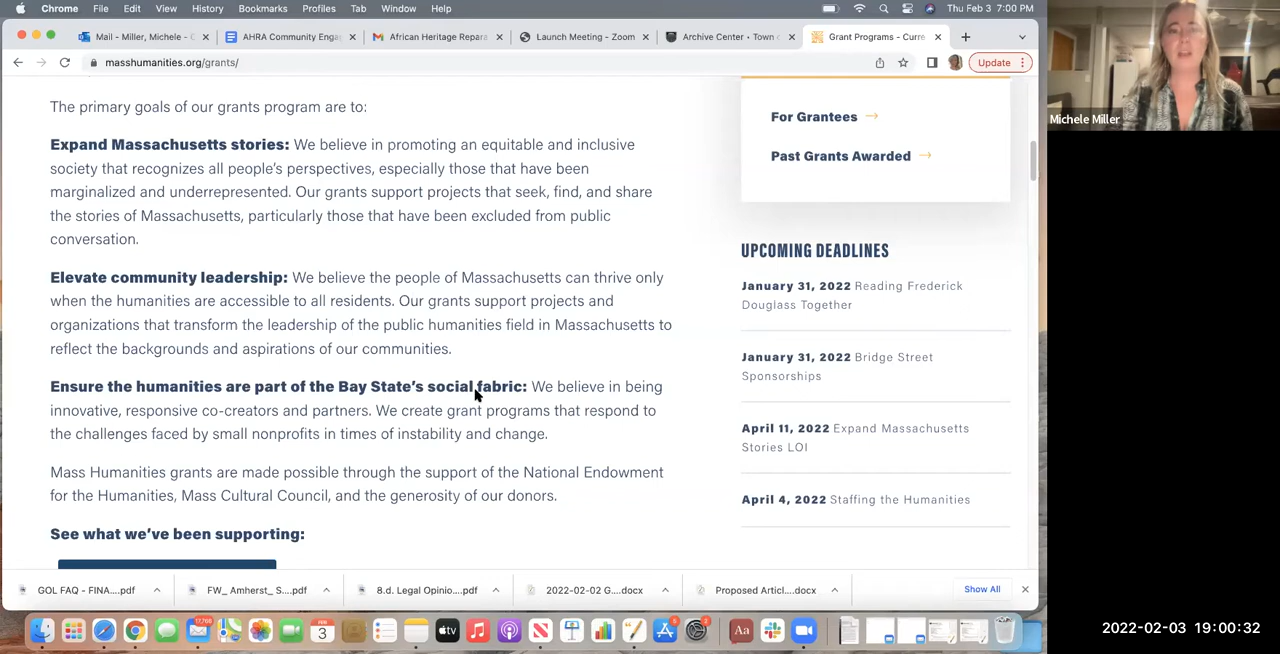 Chrome File Edit View History Bookmarks Profiles Tab Window Help Thu Feb 3 7:00 PM
Mail - Miller, Michele - C
AHRA Community Enga
African Heritage Repara
Launch Meeting - Zoom
Archive Center • Town o
Grant Programs - Curre
masshumanities.org/grants/
Update
The primary goals of our grants program are to:
Expand Massachusetts stories: We believe in promoting an equitable and inclusive
society that recognizes all people's perspectives, especially those that have been
marginalized and underrepresented. Our grants support projects that seek, find, and share
the stories of Massachusetts, particularly those that have been excluded from public
conversation.
Elevate community leadership: We believe the people of Massachusetts can thrive only
when the humanities are accessible to all residents. Our grants support projects and
organizations that transform the leadership of the public humanities field in Massachusetts to
reflect the backgrounds and aspirations of our communities.
Ensure the humanities are part of the Bay State's social fabric: We believe in being
innovative, responsive co-creators and partners. We create grant programs that respond to
the challenges faced by small nonprofits in times of instability and change.
Mass Humanities grants are made possible through the support of the National Endowment
for the Humanities, Mass Cultural Council, and the generosity of our donors.
See what we've been supporting:
For Grantees →
Past Grants Awarded →
UPCOMING DEADLINES
January 31, 2022 Reading Frederick
Douglass Together
January 31, 2022 Bridge Street
Sponsorships
April 11, 2022 Expand Massachusetts
Stories LOI
April 4, 2022 Staffing the Humanities
GOL FAQ - FINA....pdf
FW_ Amherst_ S....pdf
8.d. Legal Opinio....pdf
2022-02-02 G....docx
Proposed Articl....docx
Show All
FEB
3
tv
Aa
Michele Miller
2022-02-03 19:00:32